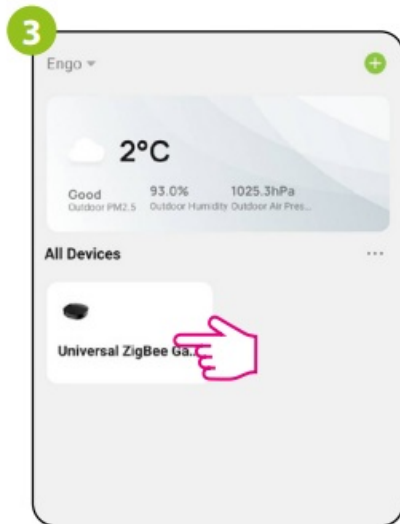 3
Engo
2°C
Good 93.0% 1025.3hPa
Outdoor PM2.5 Outdoor Humidity Outdoor Air Pres...
All Devices ...
Universal ZigBee Ga...